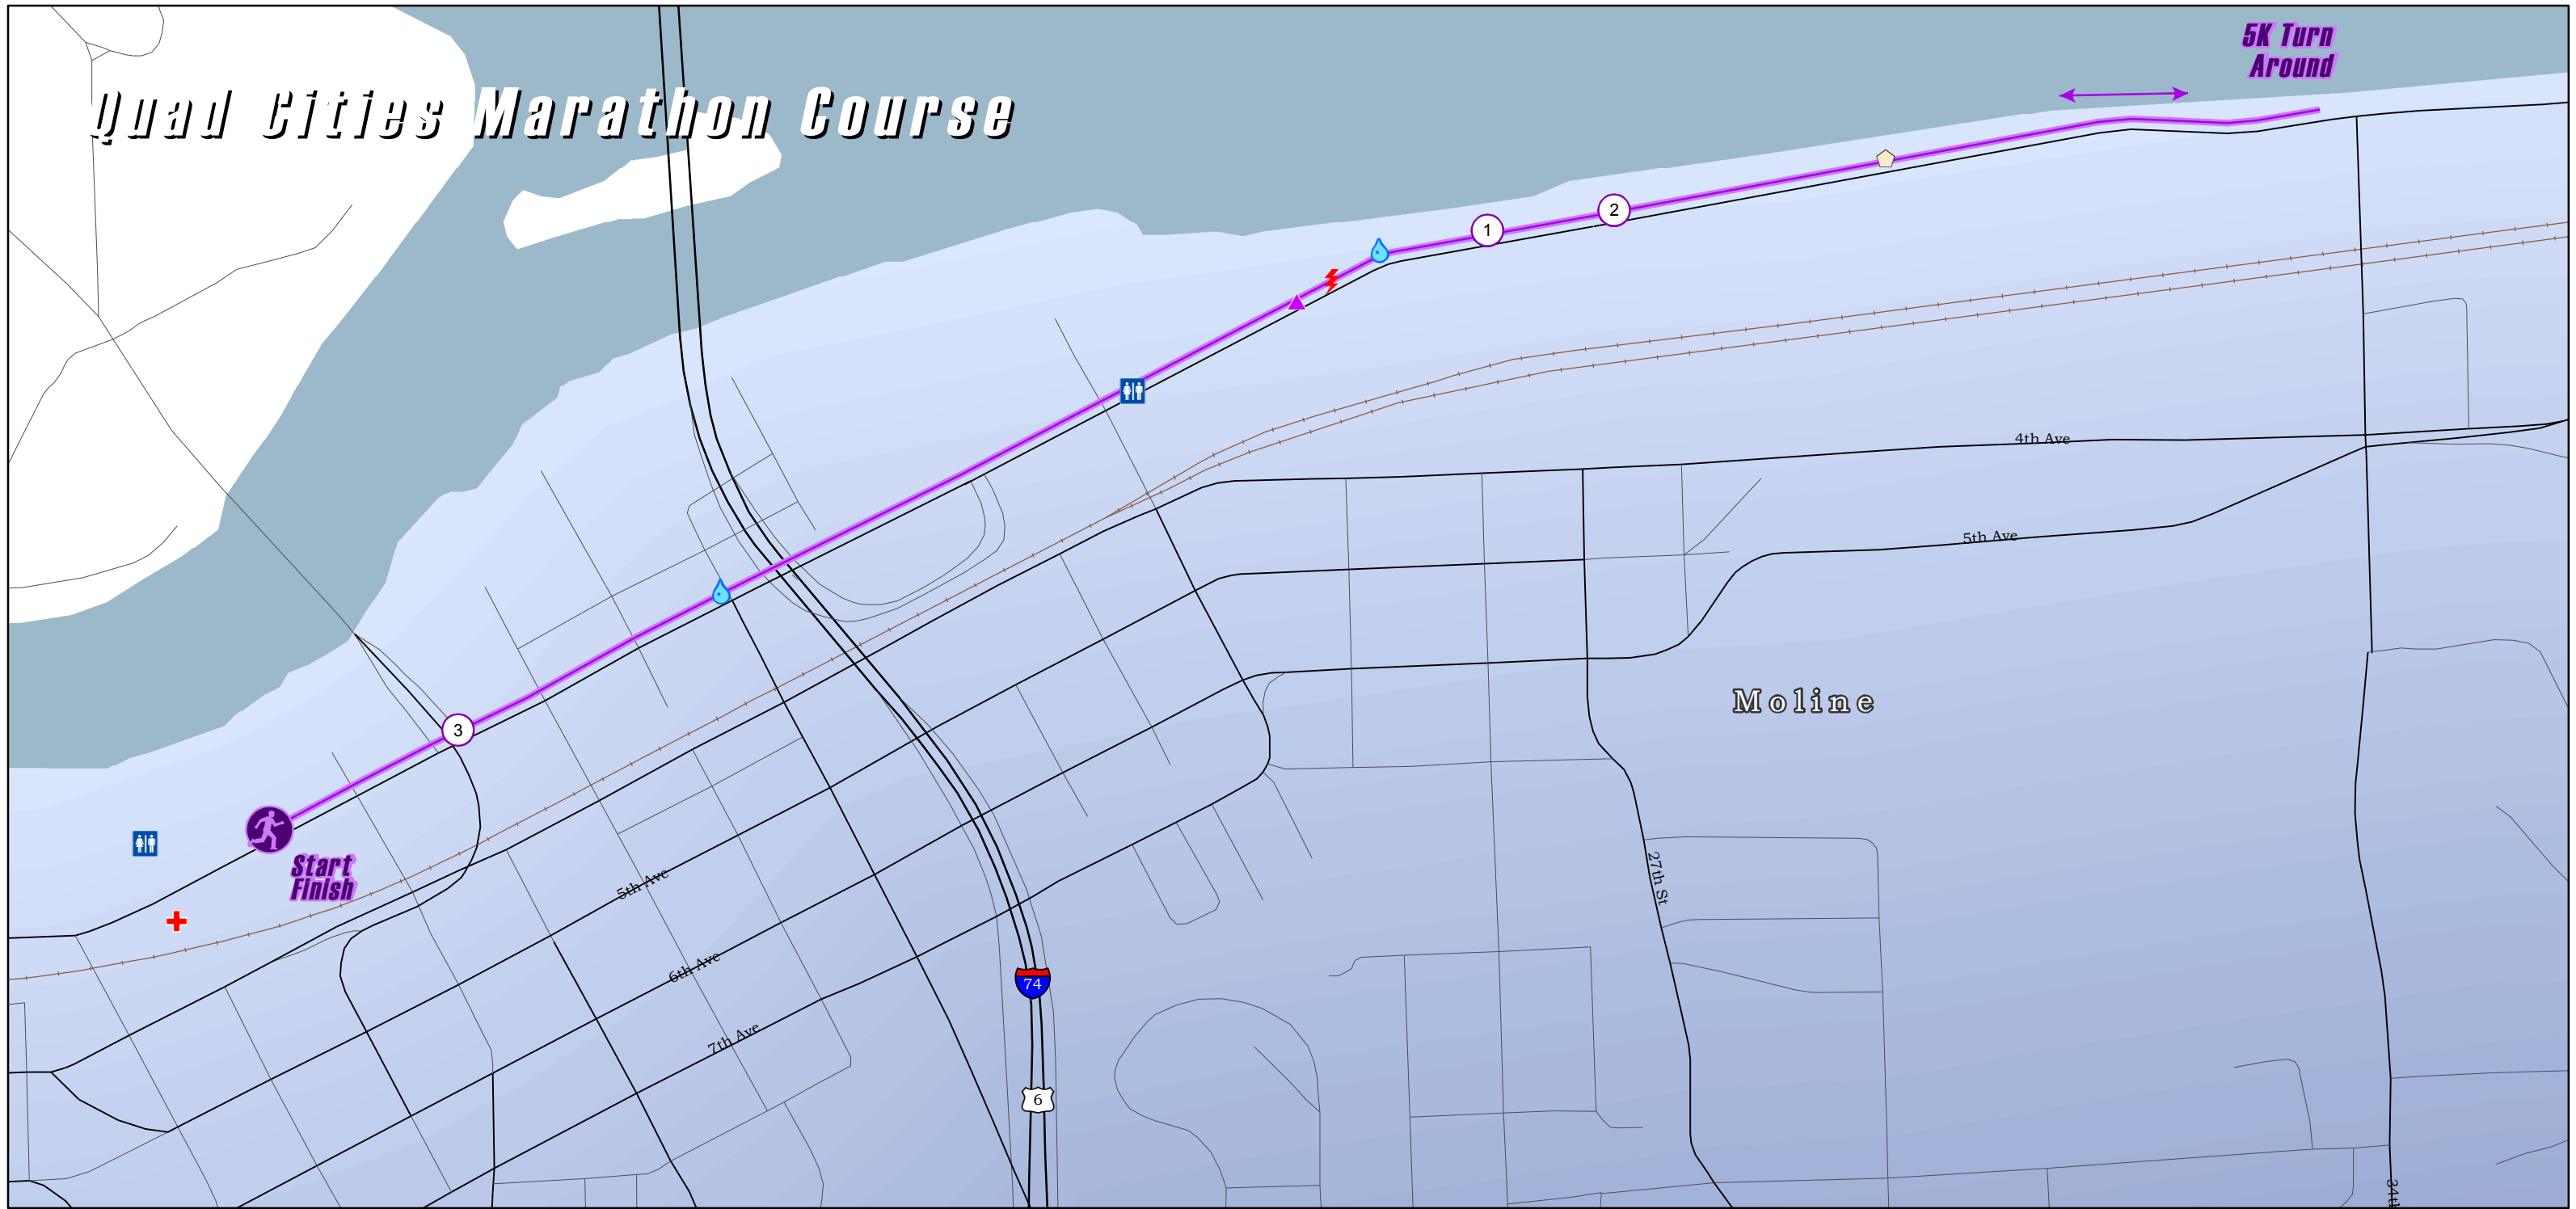 5K Turn
Around
Quad Cities Marathon Course
2
1
4th Ave
5th Ave
Moline
3
Start
Finish
5th Ave
27th St
6th Ave
74
7th Ave
6
34th